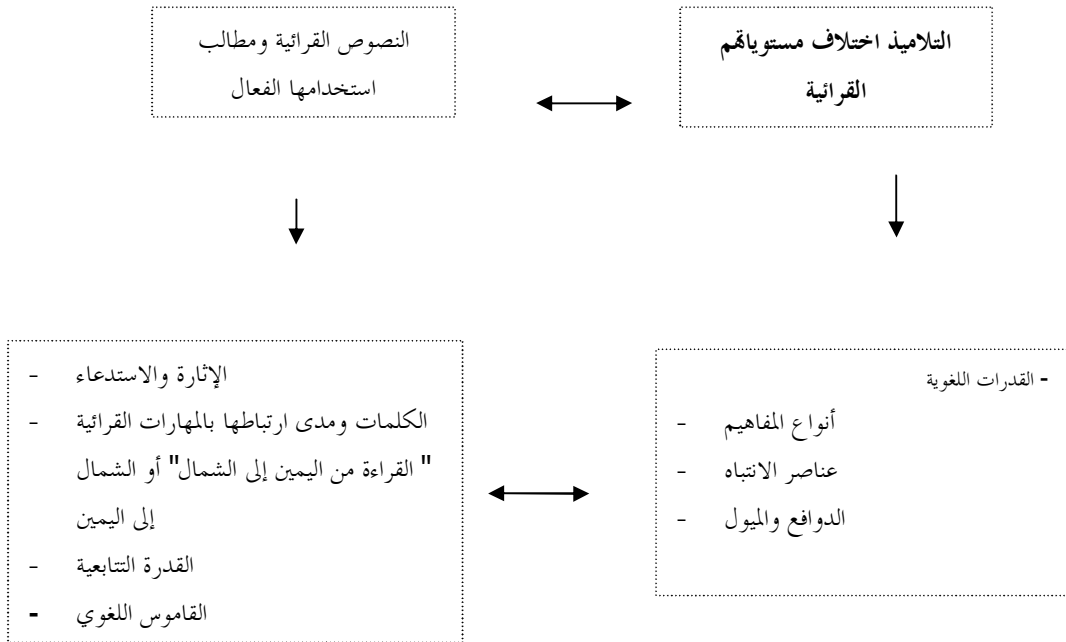 التلاميذ اختلاف مستوياتهم
القرائية
النصوص القرائية ومطالب
استخدامها الفعال
- القدرات اللغوية
أنواع المفاهيم -
عناصر الانتباه -
الدوافع والميول -
الإثارة والاستدعاء -
الكلمات ومدى ارتباطها بالمهارات القرائية -
" القراءة من اليمين إلى الشمال" أو الشمال
إلى اليمين
القدرة التتابعية -
القاموس اللغوي -